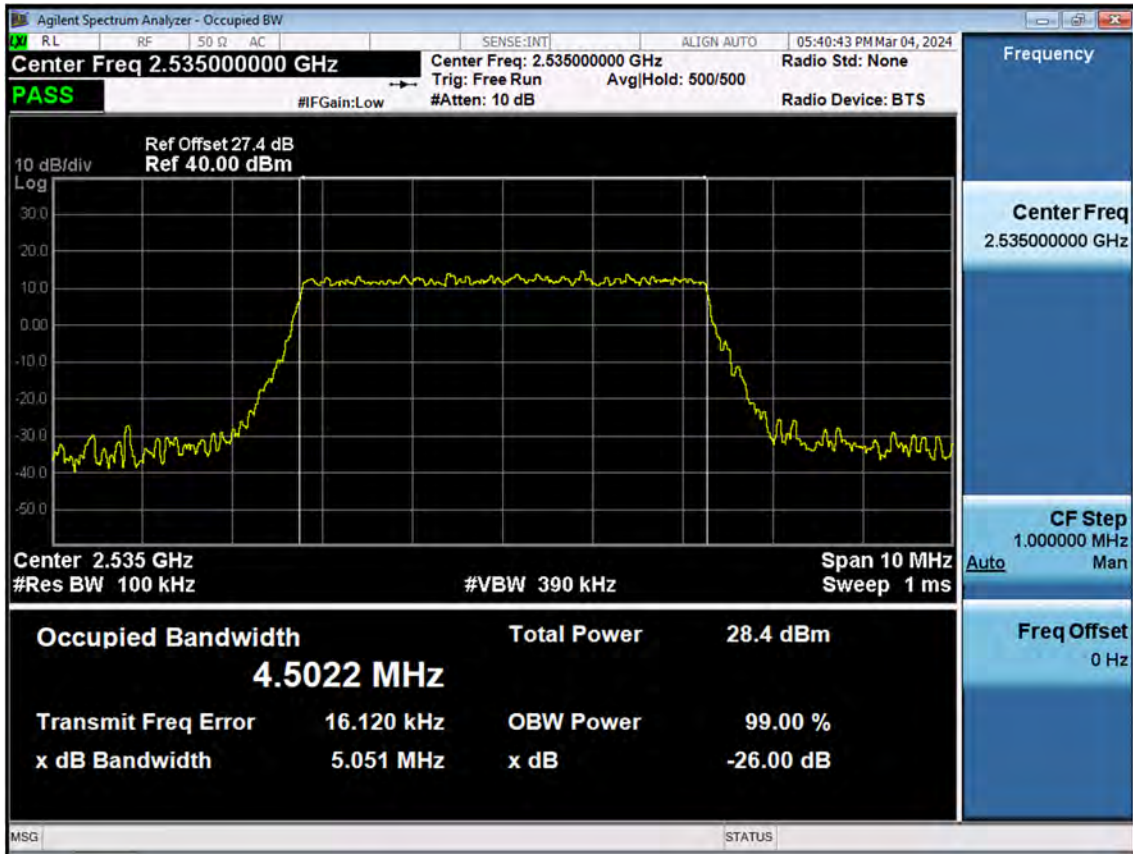 Agilent Spectrum Analyzer - Occupied BW
LXI RL RF 50 Ω AC SENSE:INT ALIGN AUTO 05:40:43 PM Mar 04, 2024
Center Freq 2.535000000 GHz
Center Freq: 2.535000000 GHz
Radio Std: None
Trig: Free Run Avg|Hold: 500/500
PASS
#IFGain:Low
#Atten: 10 dB
Radio Device: BTS
Ref Offset 27.4 dB
10 dB/div Ref 40.00 dBm
Log
30.0
20.0
10.0
0.00
-10.0
-20.0
-30.0
-40.0
-50.0
Center 2.535 GHz Span 10 MHz
#Res BW 100 kHz #VBW 390 kHz Sweep 1 ms
Occupied Bandwidth Total Power 28.4 dBm
4.5022 MHz
Transmit Freq Error 16.120 kHz OBW Power 99.00 %
x dB Bandwidth 5.051 MHz x dB -26.00 dB
MSG STATUS
Frequency
Center Freq
2.535000000 GHz
CF Step
1.000000 MHz
Auto Man
Freq Offset
0 Hz